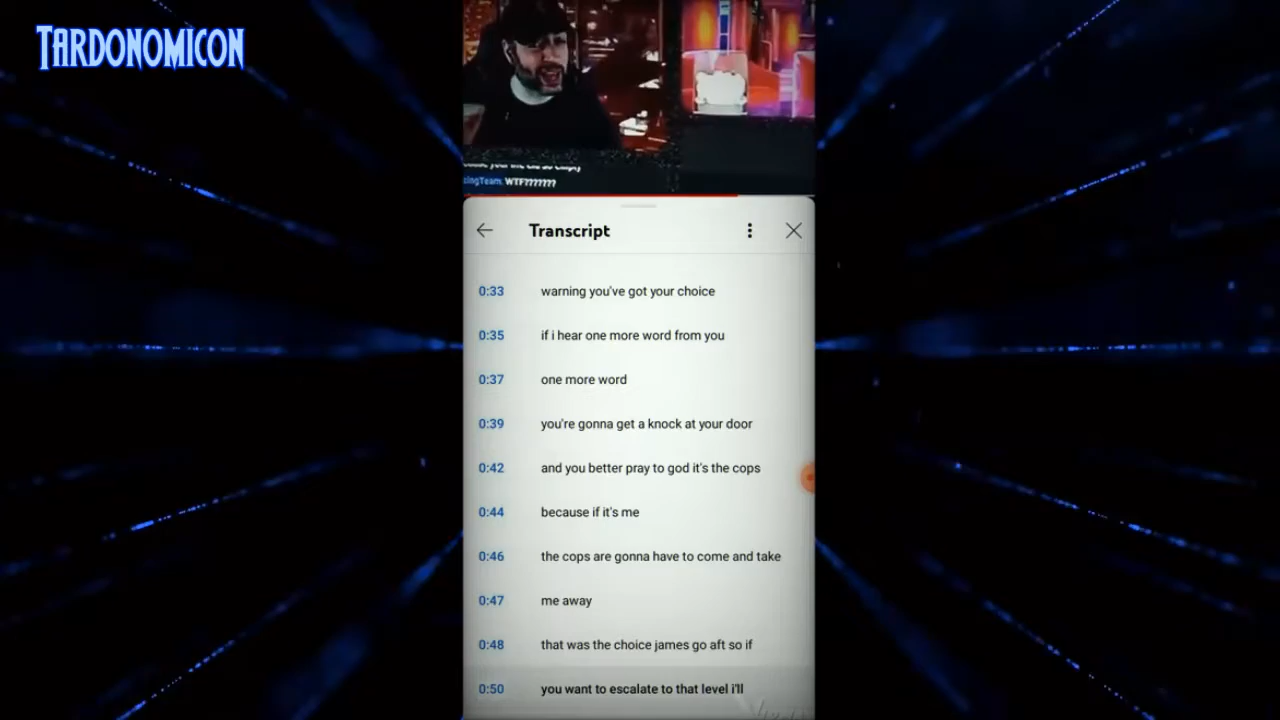 TARDONOMICON
WTF???????
Transcript
0:33 warning you've got your choice
0:35 if i hear one more word from you
0:37 one more word
0:39 you're gonna get a knock at your door
0:42 and you better pray to god it's the cops
0:44 because if it's me
0:46 the cops are gonna have to come and take
0:47 me away
0:48 that was the choice james go aft so if
0:50 you want to escalate to that level i'll